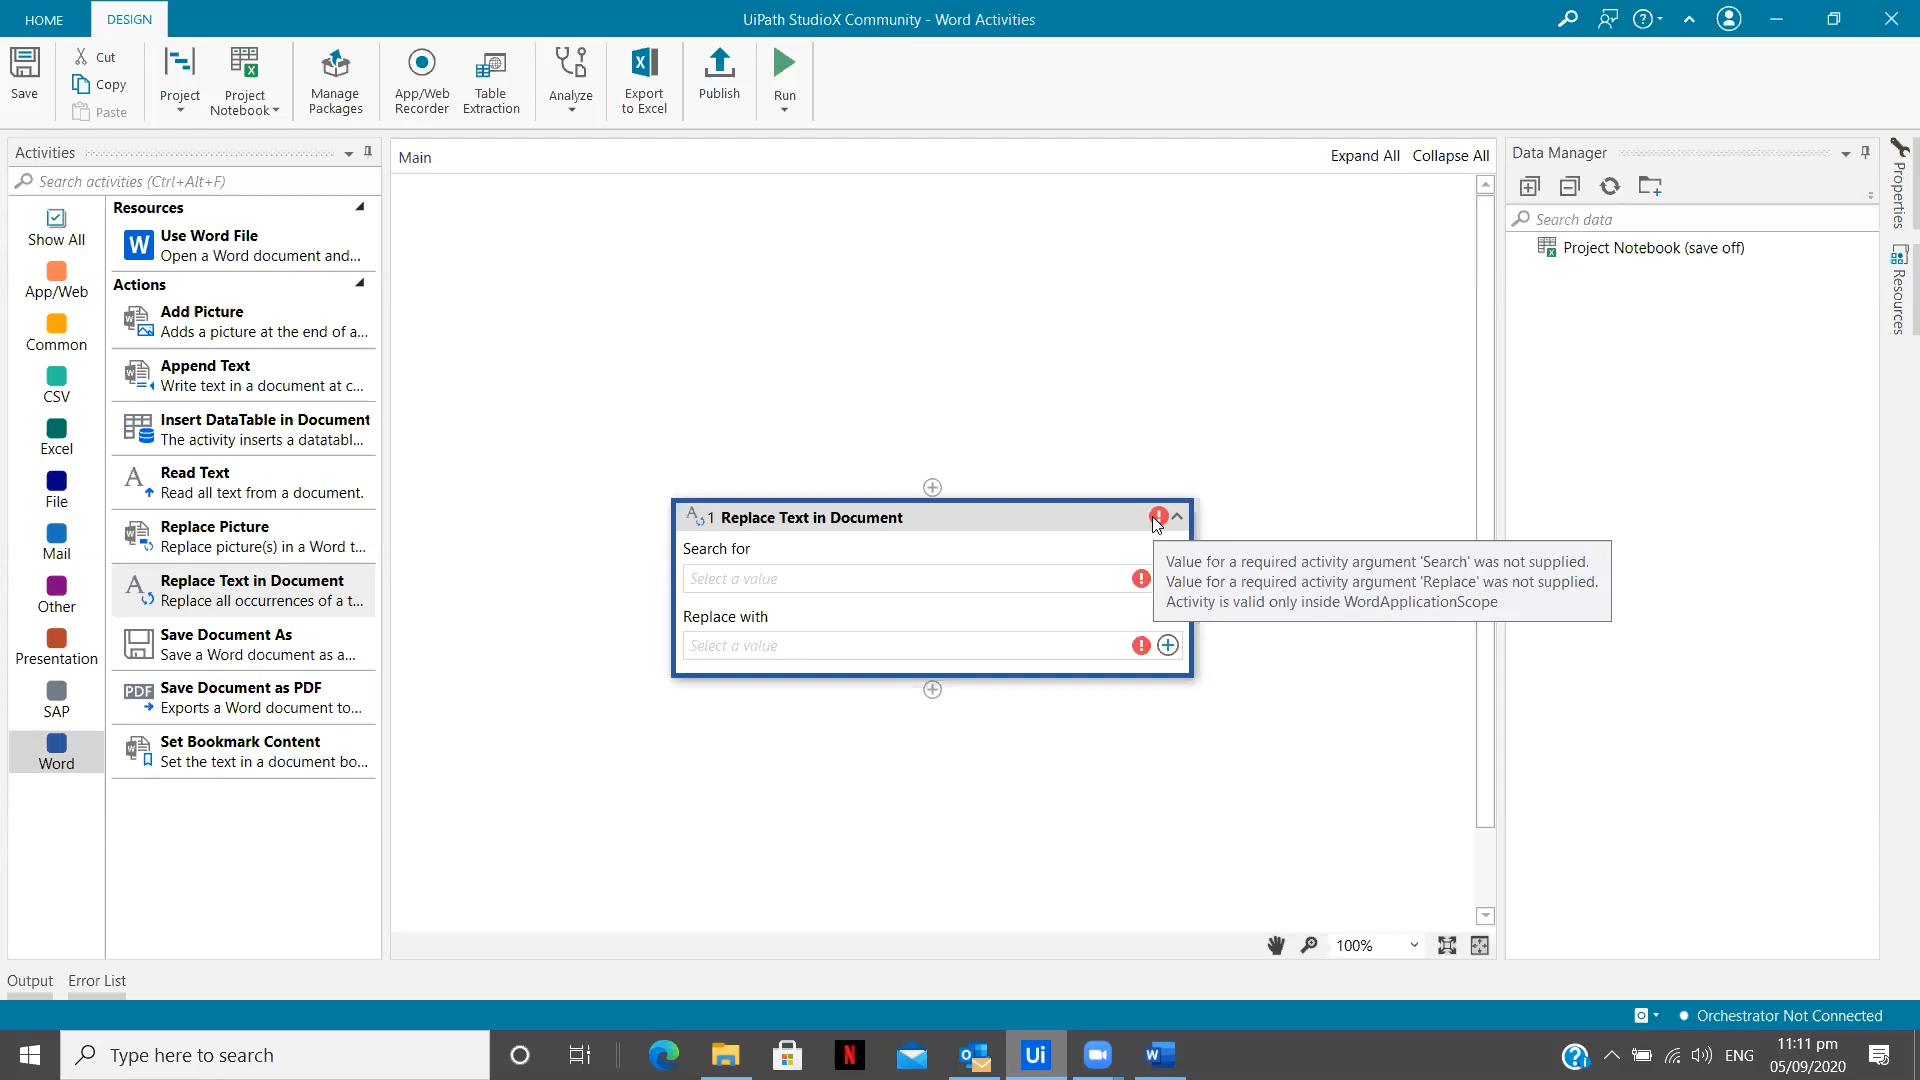 HOME
DESIGN
UiPath StudioX Community - Word Activities
Save
Cut
Copy
Paste
Project
Project Notebook
Manage Packages
App/Web Recorder
Table Extraction
Analyze
Export to Excel
Publish
Run
Activities
Search activities (Ctrl+Alt+F)
Show All
App/Web
Common
CSV
Excel
File
Mail
Other
Presentation
SAP
Word
Resources
Use Word File
Open a Word document and...
Actions
Add Picture
Adds a picture at the end of a...
Append Text
Write text in a document at c...
Insert DataTable in Document
The activity inserts a datatabl...
Read Text
Read all text from a document.
Replace Picture
Replace picture(s) in a Word t...
Replace Text in Document
Replace all occurrences of a t...
Save Document As
Save a Word document as a...
PDF
Save Document as PDF
Exports a Word document to...
Set Bookmark Content
Set the text in a document bo...
Main
Expand All
Collapse All
1 Replace Text in Document
Search for
Select a value
Replace with
Select a value
Value for a required activity argument 'Search' was not supplied.
Value for a required activity argument 'Replace' was not supplied.
Activity is valid only inside WordApplicationScope
100%
Data Manager
Search data
Project Notebook (save off)
Properties
Resources
Output
Error List
Orchestrator Not Connected
Type here to search
Ui
ENG
11:11 pm
05/09/2020